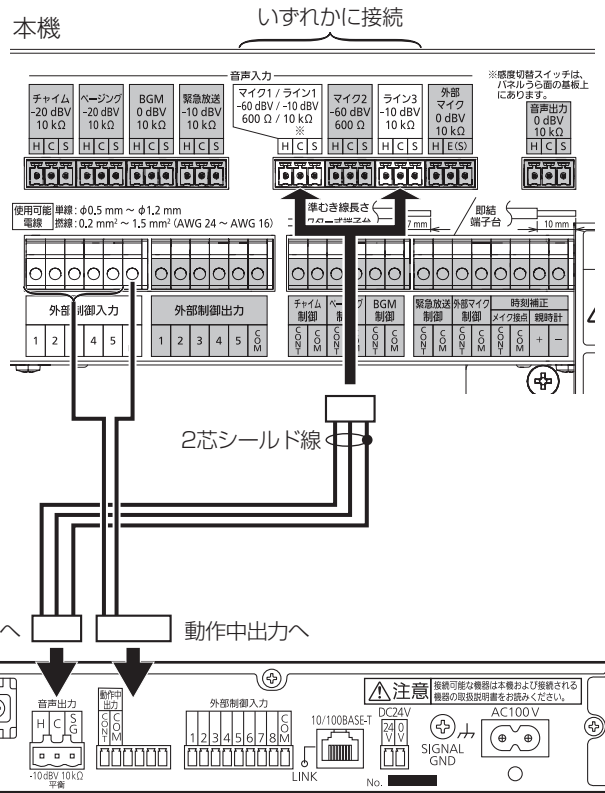 いずれかに接続
本機
音声入力
※感度切替スイッチは、
パネルうら面の基板上
にあります。
チャイム
-20 dBV
10 kΩ
H C S
ページング
-20 dBV
10 kΩ
H C S
BGM
0 dBV
10 kΩ
H C S
緊急放送
-10 dBV
10 kΩ
H C S
マイク1 / ライン1
-60 dBV / -10 dBV
600 Ω / 10 kΩ
※
H C S
マイク2
-60 dBV
600 Ω
H C S
ライン3
-10 dBV
10 kΩ
H C S
外部
マイク
0 dBV
10 kΩ
H E(S)
音声出力
0 dBV
10 kΩ
H C S
使用可能
電線
単線 : φ0.5 mm ~ φ1.2 mm
撚線 : 0.2 mm² ~ 1.5 mm² (AWG 24 ~ AWG 16)
準むき線長さ
7 mm
即結
端子台
10 mm
外部制御入力
1 2 4 5
外部制御出力
1 2 3 4 5 COM
チャイム
制御
CONT COM
制御
BGM
制御
CONT COM
緊急放送
制御
CONT COM
外部マイク
制御
CONT COM
時刻補正
メイク接点
CONT COM
親時計
+ −
2芯シールド線
へ
動作中出力へ
音声出力
H C SG
-10 dBV 10 kΩ
平衡
動作中
出力
CONT COM
外部制御入力
1 2 3 4 5 6 7 8 COM
LINK
10/100BASE-T
注意
接続可能な機器は本機および接続される
機器の取扱説明書をお読みください。
DC24V
24V 0V
SIGNAL
GND
AC100V
No.